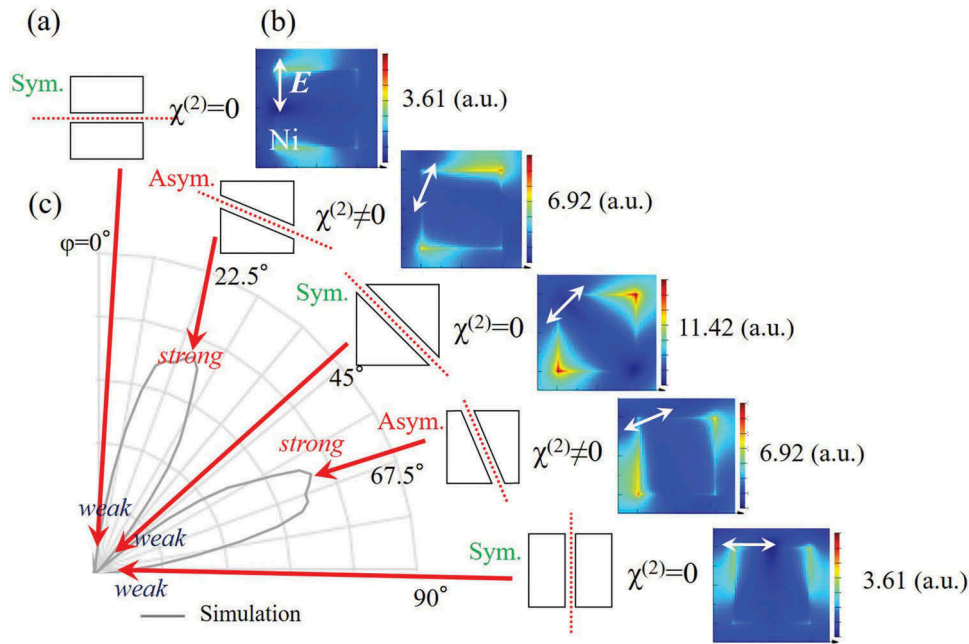 (a)
(b)
Sym.
χ(2)=0
E
Ni
3.61 (a.u.)
Asym.
χ(2)≠0
6.92 (a.u.)
(c)
φ=0°
22.5°
Sym.
χ(2)=0
11.42 (a.u.)
strong
45°
Asym.
χ(2)≠0
6.92 (a.u.)
strong
67.5°
weak
weak
weak
Sym.
χ(2)=0
3.61 (a.u.)
90°
Simulation